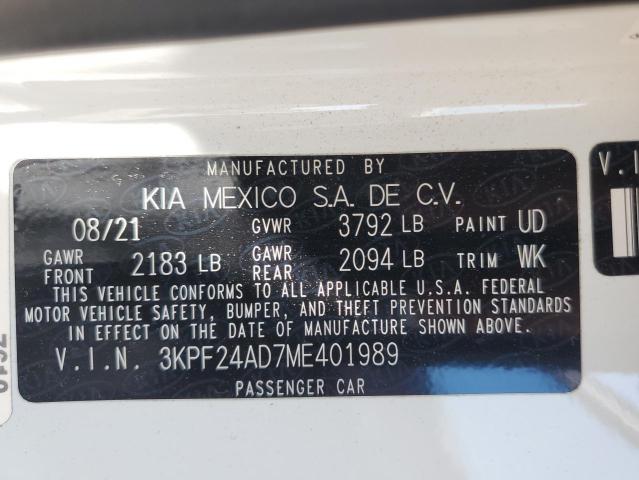 MANUFACTURED BY
KIA MEXICO S.A. DE C.V.
08/21 GVWR 3792 LB PAINT UD
GAWR FRONT 2183 LB GAWR REAR 2094 LB TRIM WK
THIS VEHICLE CONFORMS TO ALL APPLICABLE U.S.A. FEDERAL
MOTOR VEHICLE SAFETY, BUMPER, AND THEFT PREVENTION STANDARDS
IN EFFECT ON THE DATE OF MANUFACTURE SHOWN ABOVE.
V.I.N. 3KPF24AD7ME401989
PASSENGER CAR
V.I